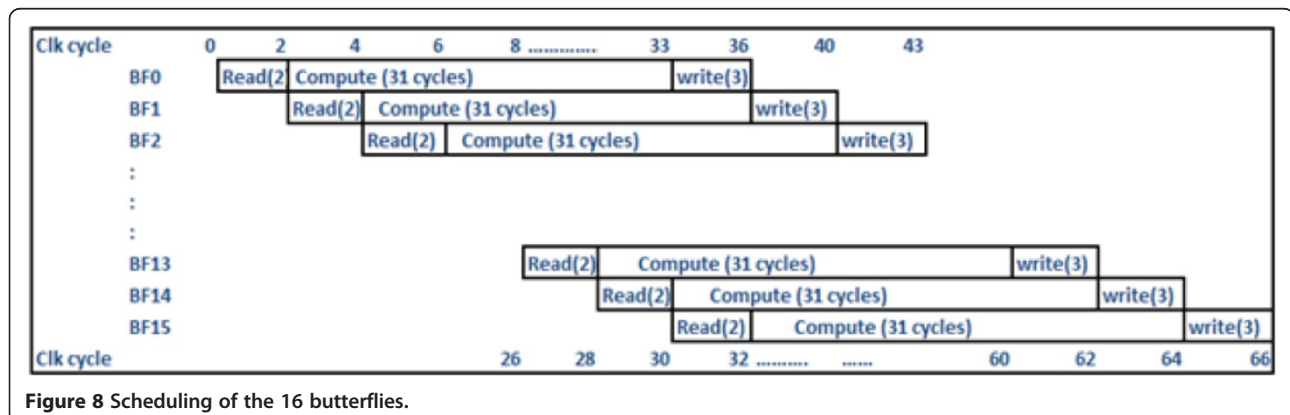 Clk cycle 0 2 4 6 8 .............. 33 36 40 43
BF0 Read(2 Compute (31 cycles) write(3)
BF1 Read(2) Compute (31 cycles) write(3)
BF2 Read(2) Compute (31 cycles) write(3)
:
:
:
BF13 Read(2) Compute (31 cycles) write(3)
BF14 Read(2) Compute (31 cycles) write(3)
BF15 Read(2) Compute (31 cycles) write(3)
Clk cycle 26 28 30 32 ........... ...... 60 62 64 66
Figure 8 Scheduling of the 16 butterflies.